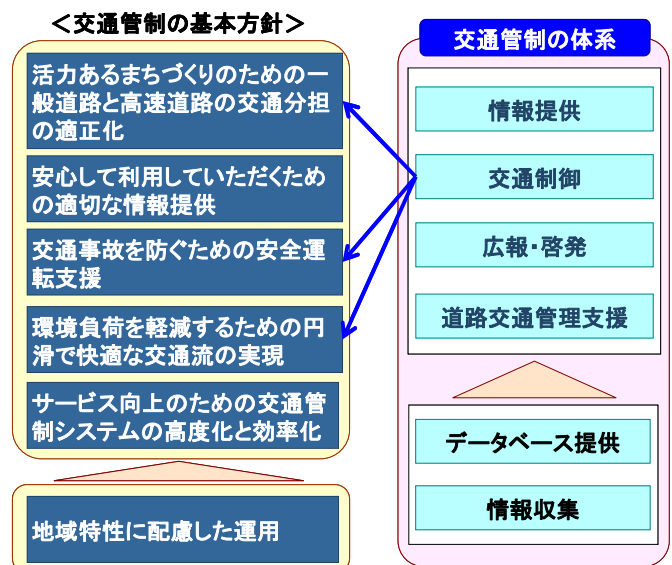 ＜交通管制の基本方針＞
活力あるまちづくりのための一
般道路と高速道路の交通分担
の適正化
安心して利用していただくため
の適切な情報提供
交通事故を防ぐための安全運
転支援
環境負荷を軽減するための円
滑で快適な交通流の実現
サービス向上のための交通管
制システムの高度化と効率化
地域特性に配慮した運用
交通管制の体系
情報提供
交通制御
広報・啓発
道路交通管理支援
データベース提供
情報収集